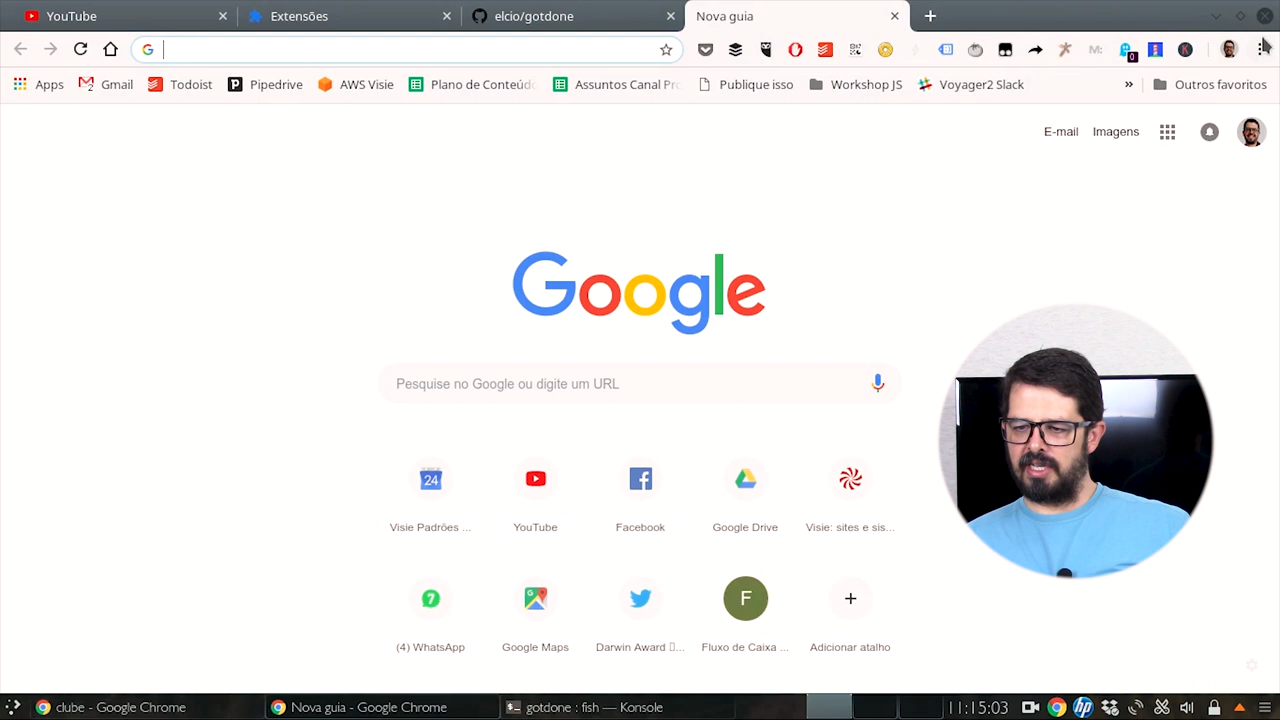 YouTube
Extensões
elcio/gotdone
Nova guia
M:
0
Apps
Gmail
Todoist
Pipedrive
AWS Visie
Plano de Conteúdo
Assuntos Canal Pro
Publique isso
Workshop JS
Voyager2 Slack
»
Outros favoritos
E-mail
Imagens
Google
Pesquise no Google ou digite um URL
24
Visie Padrões ...
YouTube
Facebook
Google Drive
Visie: sites e sis...
7
(4) WhatsApp
Google Maps
Darwin Award ...
F
Fluxo de Caixa ...
Adicionar atalho
clube - Google Chrome
Nova guia - Google Chrome
gotdone : fish — Konsole
11:15:03